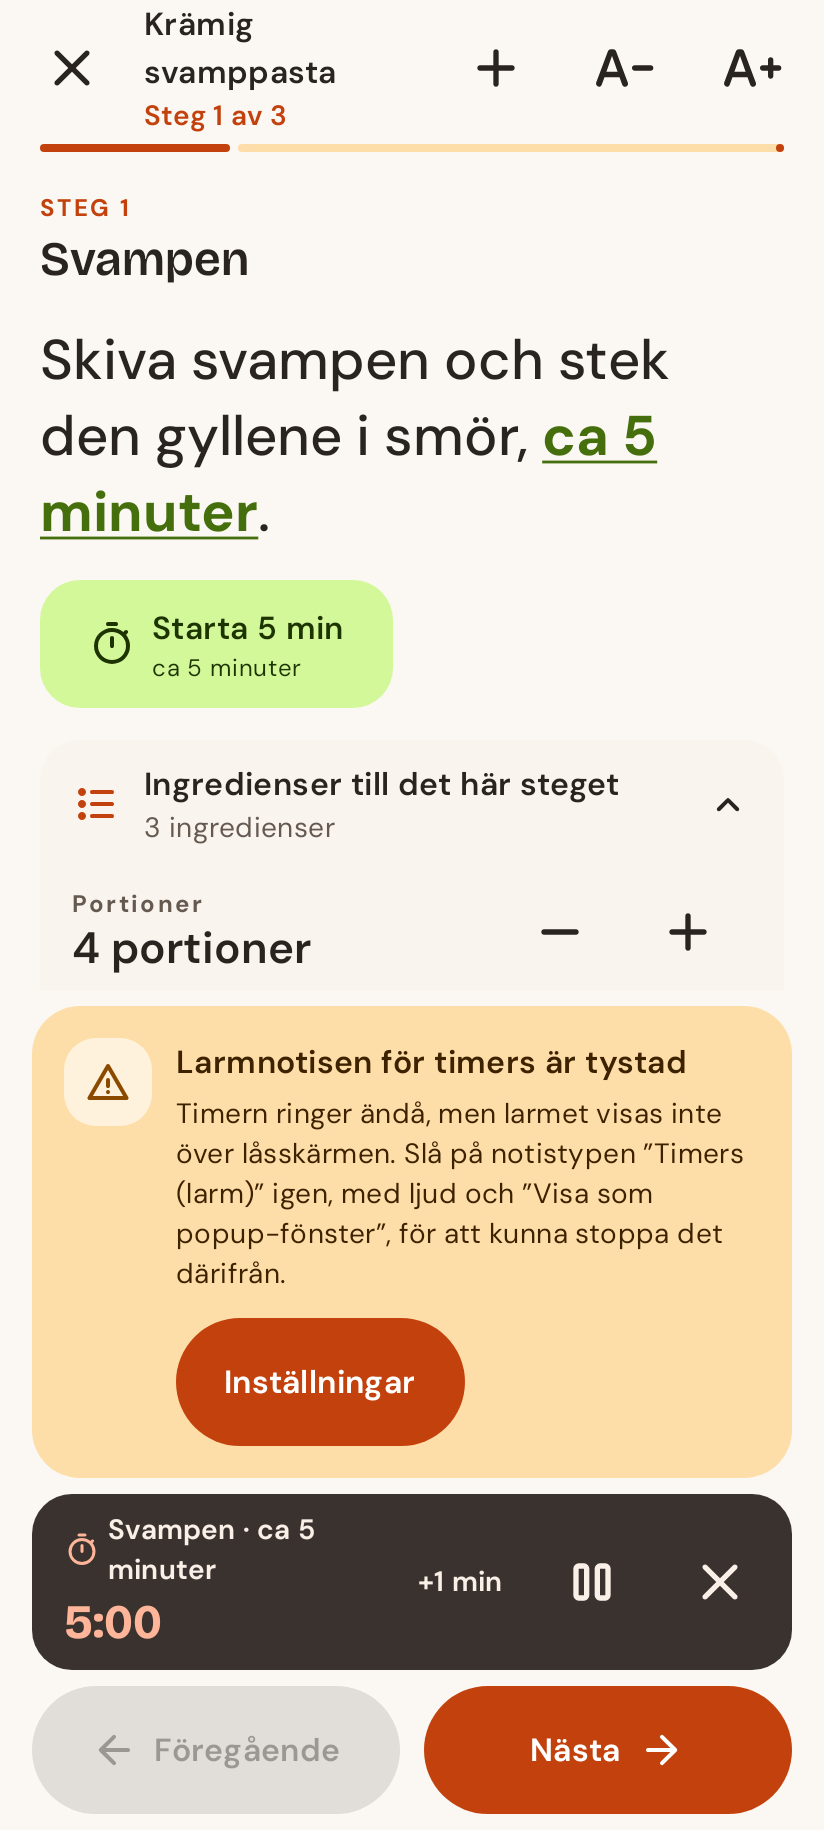 Krämig
svamppasta
Steg 1 av 3
A−
A+
STEG 1
Svampen
Skiva svampen och stek
den gyllene i smör, ca 5
minuter.
Starta 5 min
ca 5 minuter
Ingredienser till det här steget
3 ingredienser
Portioner
4 portioner
Larmnotisen för timers är tystad
Timern ringer ändå, men larmet visas inte
över låsskärmen. Slå på notistypen ”Timers
(larm)” igen, med ljud och ”Visa som
popup-fönster”, för att kunna stoppa det
därifrån.
Inställningar
Svampen · ca 5
minuter
5:00
+1 min
Föregående
Nästa